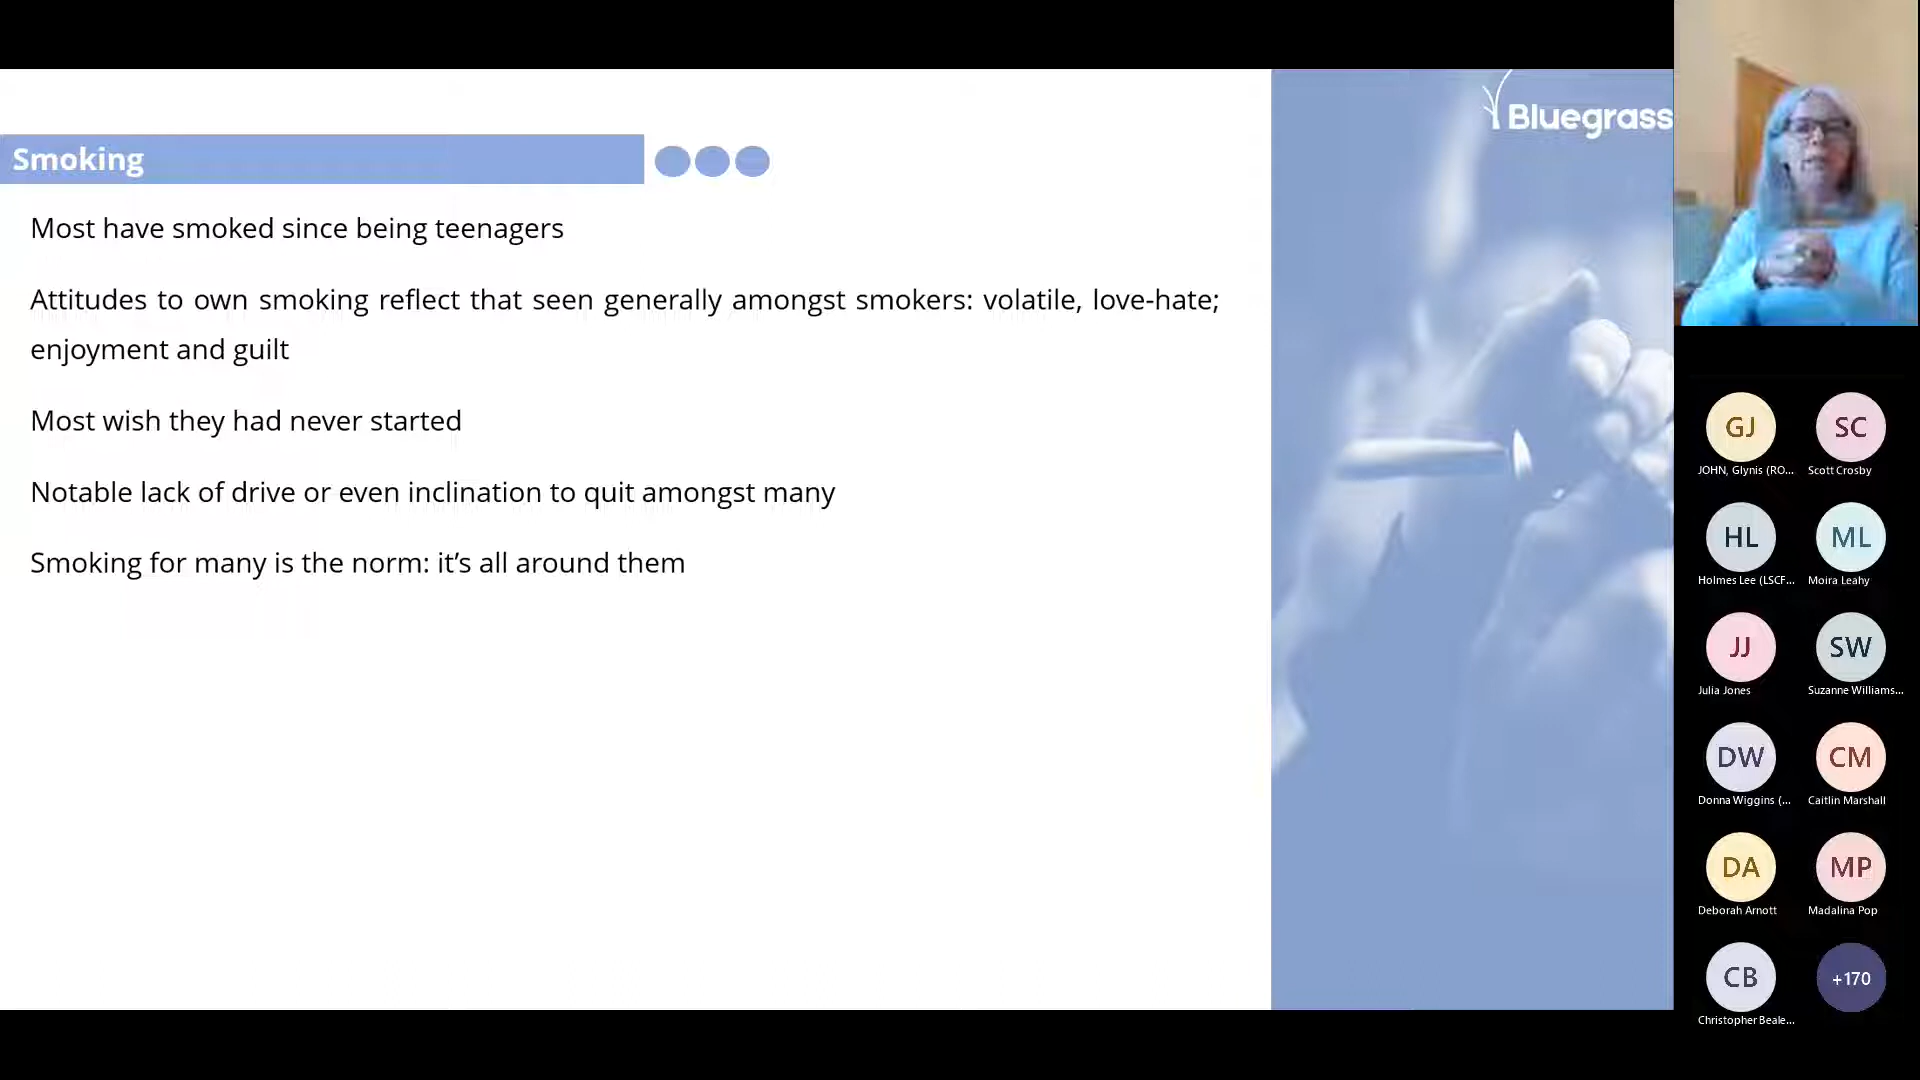 Bluegrass
Smoking
Most have smoked since being teenagers
Attitudes to own smoking reflect that seen generally amongst smokers: volatile, love-hate;
enjoyment and guilt
Most wish they had never started
Notable lack of drive or even inclination to quit amongst many
Smoking for many is the norm: it’s all around them
GJ
JOHN, Glynis (RO...
SC
Scott Crosby
HL
Holmes Lee (LSCF...
ML
Moira Leahy
JJ
Julia Jones
SW
Suzanne Williams...
DW
Donna Wiggins (...
CM
Caitlin Marshall
DA
Deborah Arnott
MP
Madalina Pop
CB
Christopher Beale...
+170